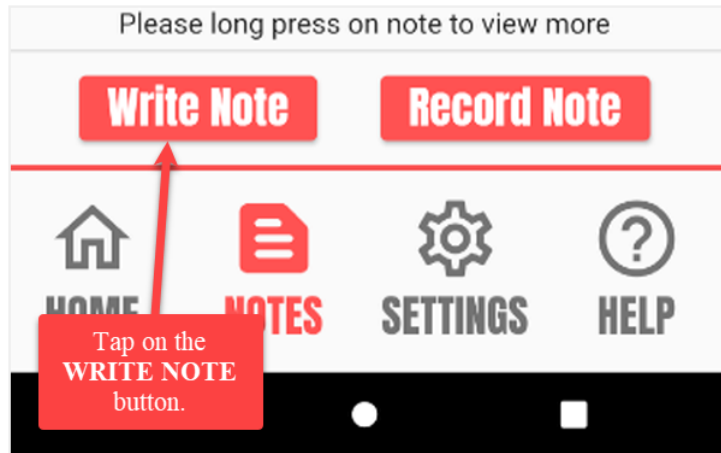 Please long press on note to view more
Write Note Record Note
HOME NOTES SETTINGS HELP
Tap on the
WRITE NOTE
button.